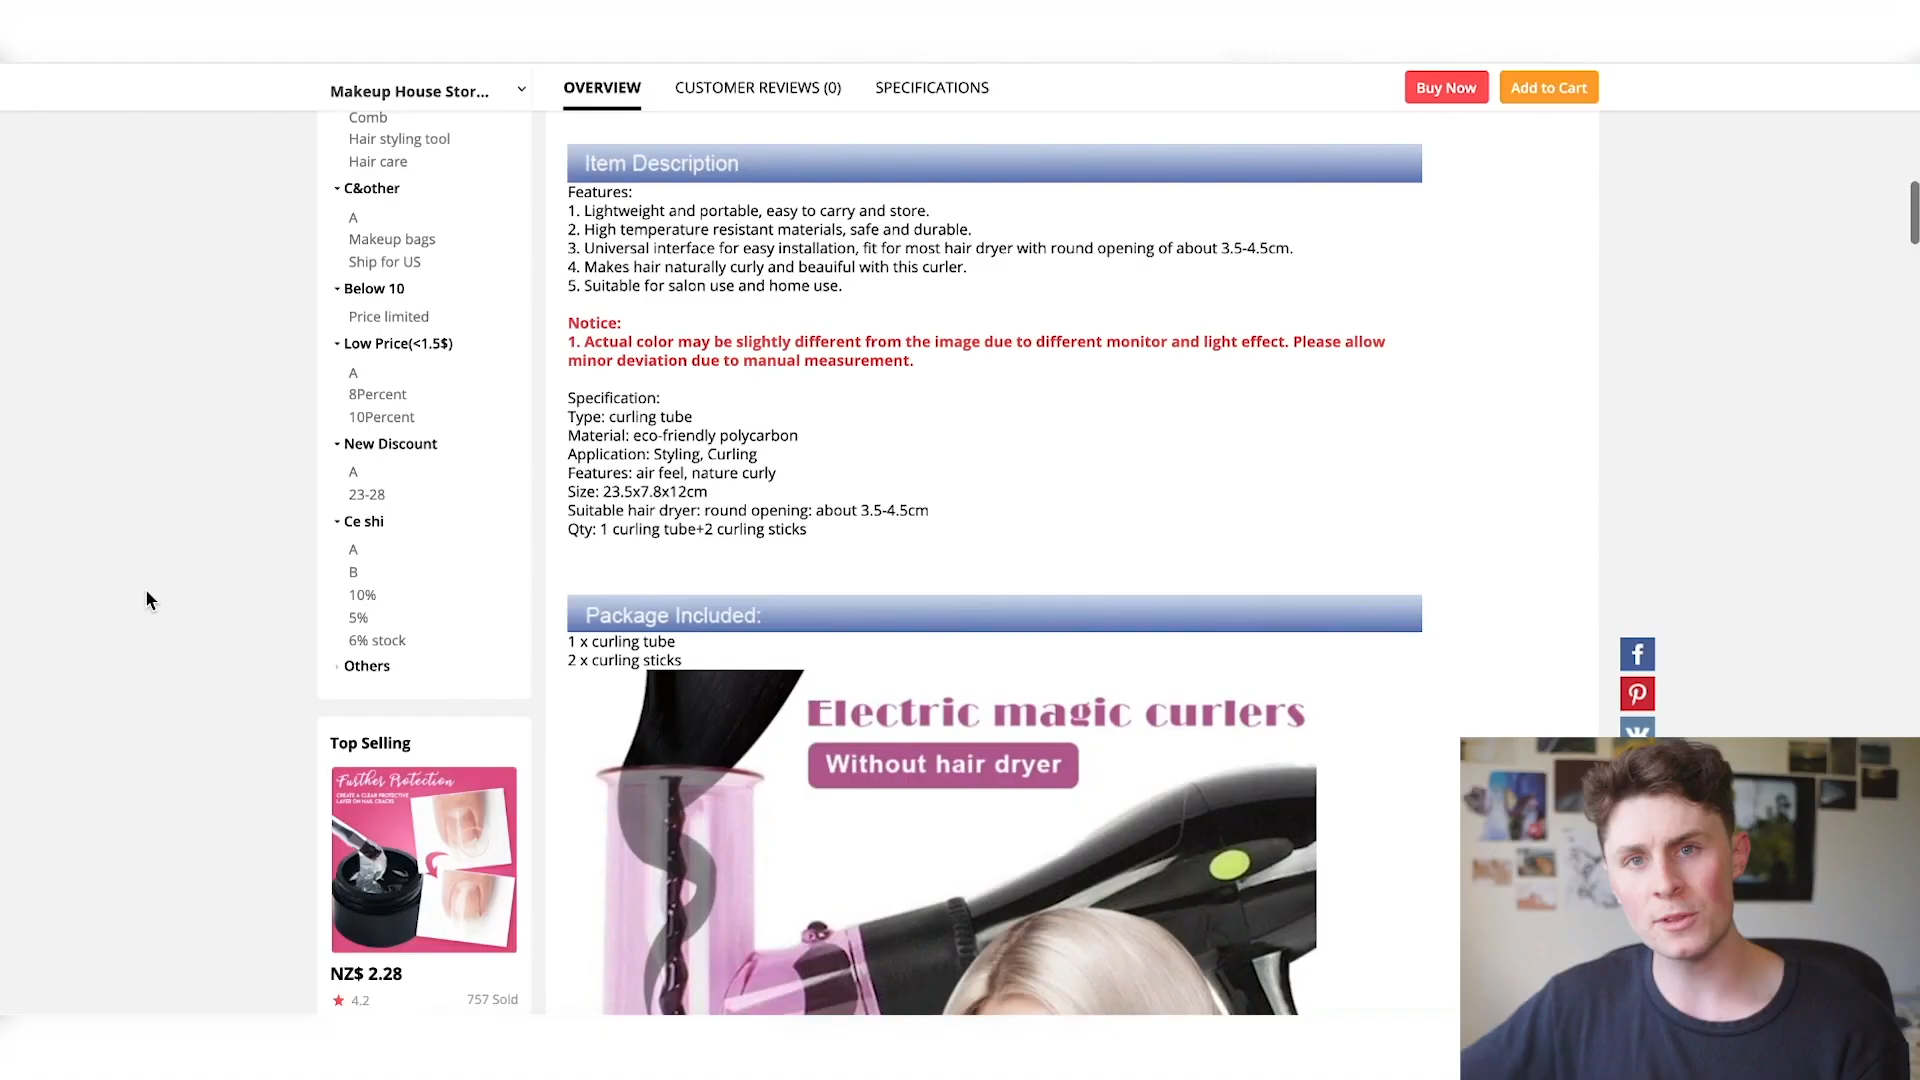 Makeup House Stor...
OVERVIEW
CUSTOMER REVIEWS (0)
SPECIFICATIONS
Buy Now
Add to Cart
Comb
Hair styling tool
Hair care
C&other
A
Makeup bags
Ship for US
Below 10
Price limited
Low Price(<1.5$)
A
8Percent
10Percent
New Discount
A
23-28
Ce shi
A
B
10%
5%
6% stock
Others
Top Selling
Further Protection
CREATE A CLEAR PROTECTIVE
LAYER ON NAIL CRACKS
NZ$ 2.28
4.2
757 Sold
Item Description
Features:
1. Lightweight and portable, easy to carry and store.
2. High temperature resistant materials, safe and durable.
3. Universal interface for easy installation, fit for most hair dryer with round opening of about 3.5-4.5cm.
4. Makes hair naturally curly and beauiful with this curler.
5. Suitable for salon use and home use.
Notice:
1. Actual color may be slightly different from the image due to different monitor and light effect. Please allow
minor deviation due to manual measurement.
Specification:
Type: curling tube
Material: eco-friendly polycarbon
Application: Styling, Curling
Features: air feel, nature curly
Size: 23.5x7.8x12cm
Suitable hair dryer: round opening: about 3.5-4.5cm
Qty: 1 curling tube+2 curling sticks
Package Included:
1 x curling tube
2 x curling sticks
Electric magic curlers
Without hair dryer